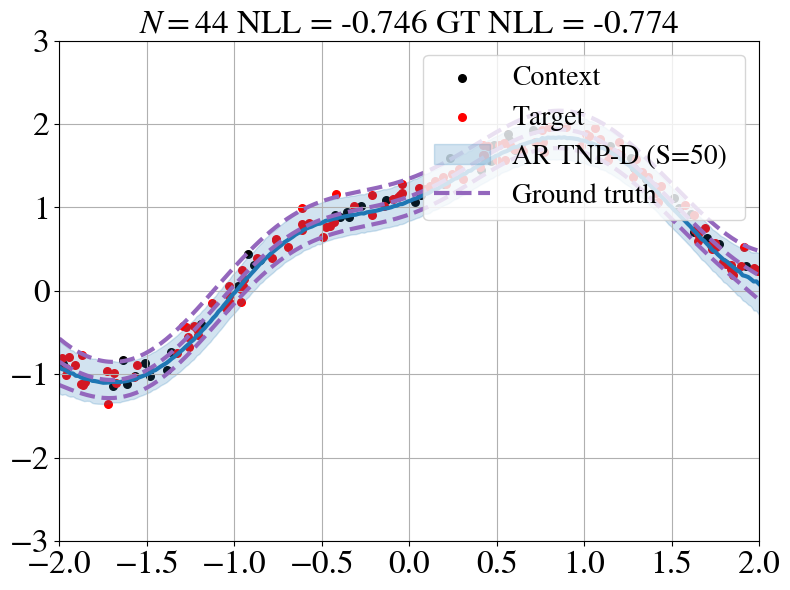 N = 44 NLL = -0.746 GT NLL = -0.774
3
2
1
0
−1
−2
−3
Context
Target
AR TNP-D (S=50)
Ground truth
−2.0 −1.5 −1.0 −0.5 0.0 0.5 1.0 1.5 2.0